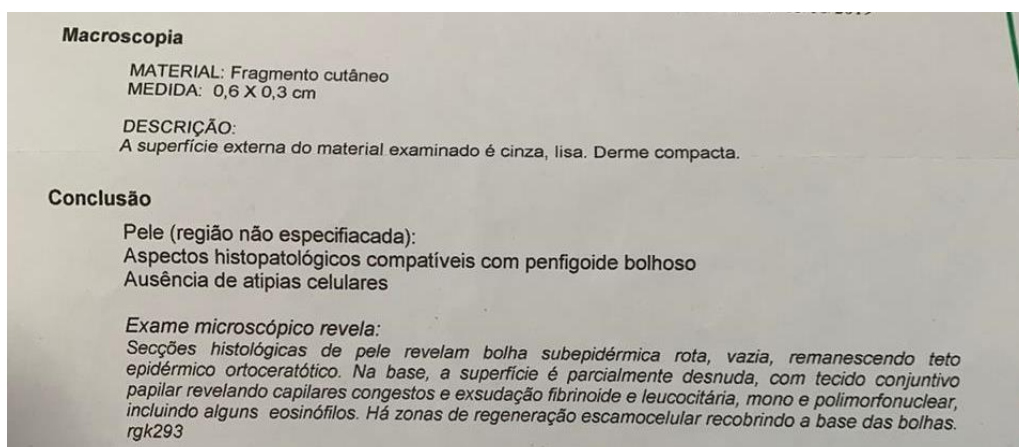 Macroscopia
MATERIAL: Fragmento cutâneo
MEDIDA: 0,6 X 0,3 cm
DESCRIÇÃO:
A superfície externa do material examinado é cinza, lisa. Derme compacta.
Conclusão
Pele (região não especifiacada):
Aspectos histopatológicos compatíveis com penfigoide bolhoso
Ausência de atipias celulares
Exame microscópico revela:
Secções histológicas de pele revelam bolha subepidérmica rota, vazia, remanescendo teto
epidérmico ortoceratótico. Na base, a superfície é parcialmente desnuda, com tecido conjuntivo
papilar revelando capilares congestos e exsudação fibrinoide e leucocitária, mono e polimorfonuclear,
incluindo alguns eosinófilos. Há zonas de regeneração escamocelular recobrindo a base das bolhas.
rgk293